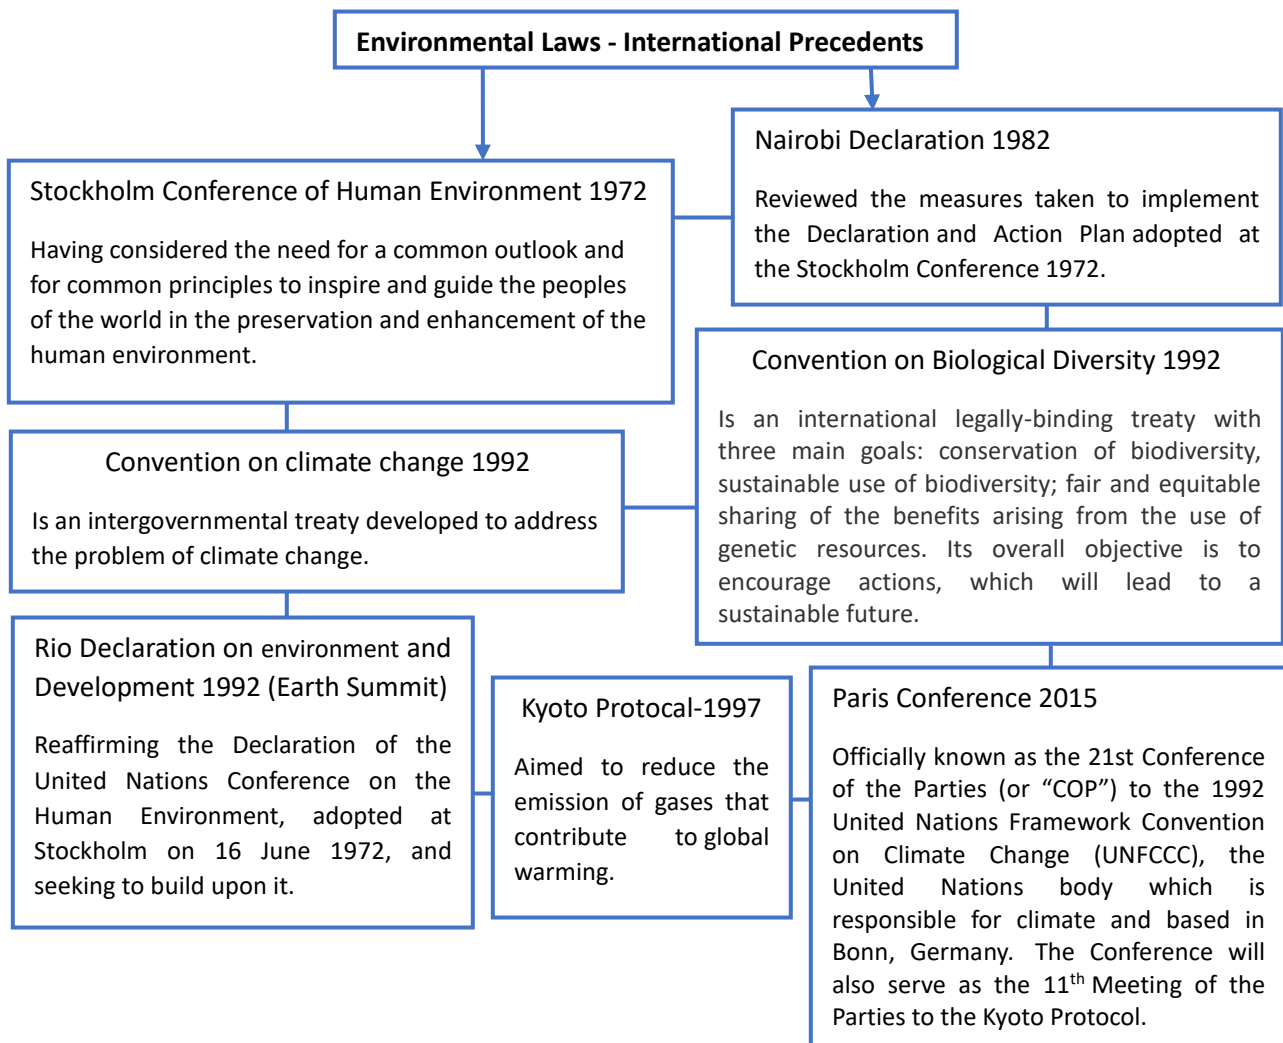 Environmental Laws - International Precedents
Stockholm Conference of Human Environment 1972
Having considered the need for a common outlook and
for common principles to inspire and guide the peoples
of the world in the preservation and enhancement of the
human environment.
Nairobi Declaration 1982
Reviewed the measures taken to implement
the Declaration and Action Plan adopted at
the Stockholm Conference 1972.
Convention on climate change 1992
Is an intergovernmental treaty developed to address
the problem of climate change.
Convention on Biological Diversity 1992
Is an international legally-binding treaty with
three main goals: conservation of biodiversity,
sustainable use of biodiversity; fair and equitable
sharing of the benefits arising from the use of
genetic resources. Its overall objective is to
encourage actions, which will lead to a
sustainable future.
Rio Declaration on environment and
Development 1992 (Earth Summit)
Reaffirming the Declaration of the
United Nations Conference on the
Human Environment, adopted at
Stockholm on 16 June 1972, and
seeking to build upon it.
Kyoto Protocal-1997
Aimed to reduce the
emission of gases that
contribute to global
warming.
Paris Conference 2015
Officially known as the 21st Conference
of the Parties (or “COP”) to the 1992
United Nations Framework Convention
on Climate Change (UNFCCC), the
United Nations body which is
responsible for climate and based in
Bonn, Germany. The Conference will
also serve as the 11th Meeting of the
Parties to the Kyoto Protocol.